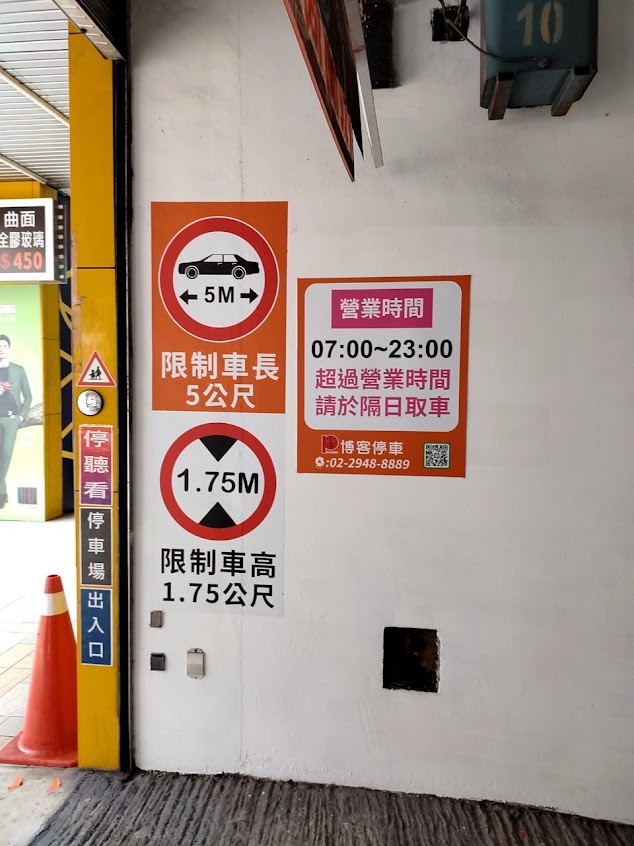 10
曲面
全膠玻璃
$450
5M
限制車長
5公尺
1.75M
限制車高
1.75公尺
營業時間
07:00~23:00
超過營業時間
請於隔日取車
博客停車
:02-2948-8889
停聽看
停車場
出入口